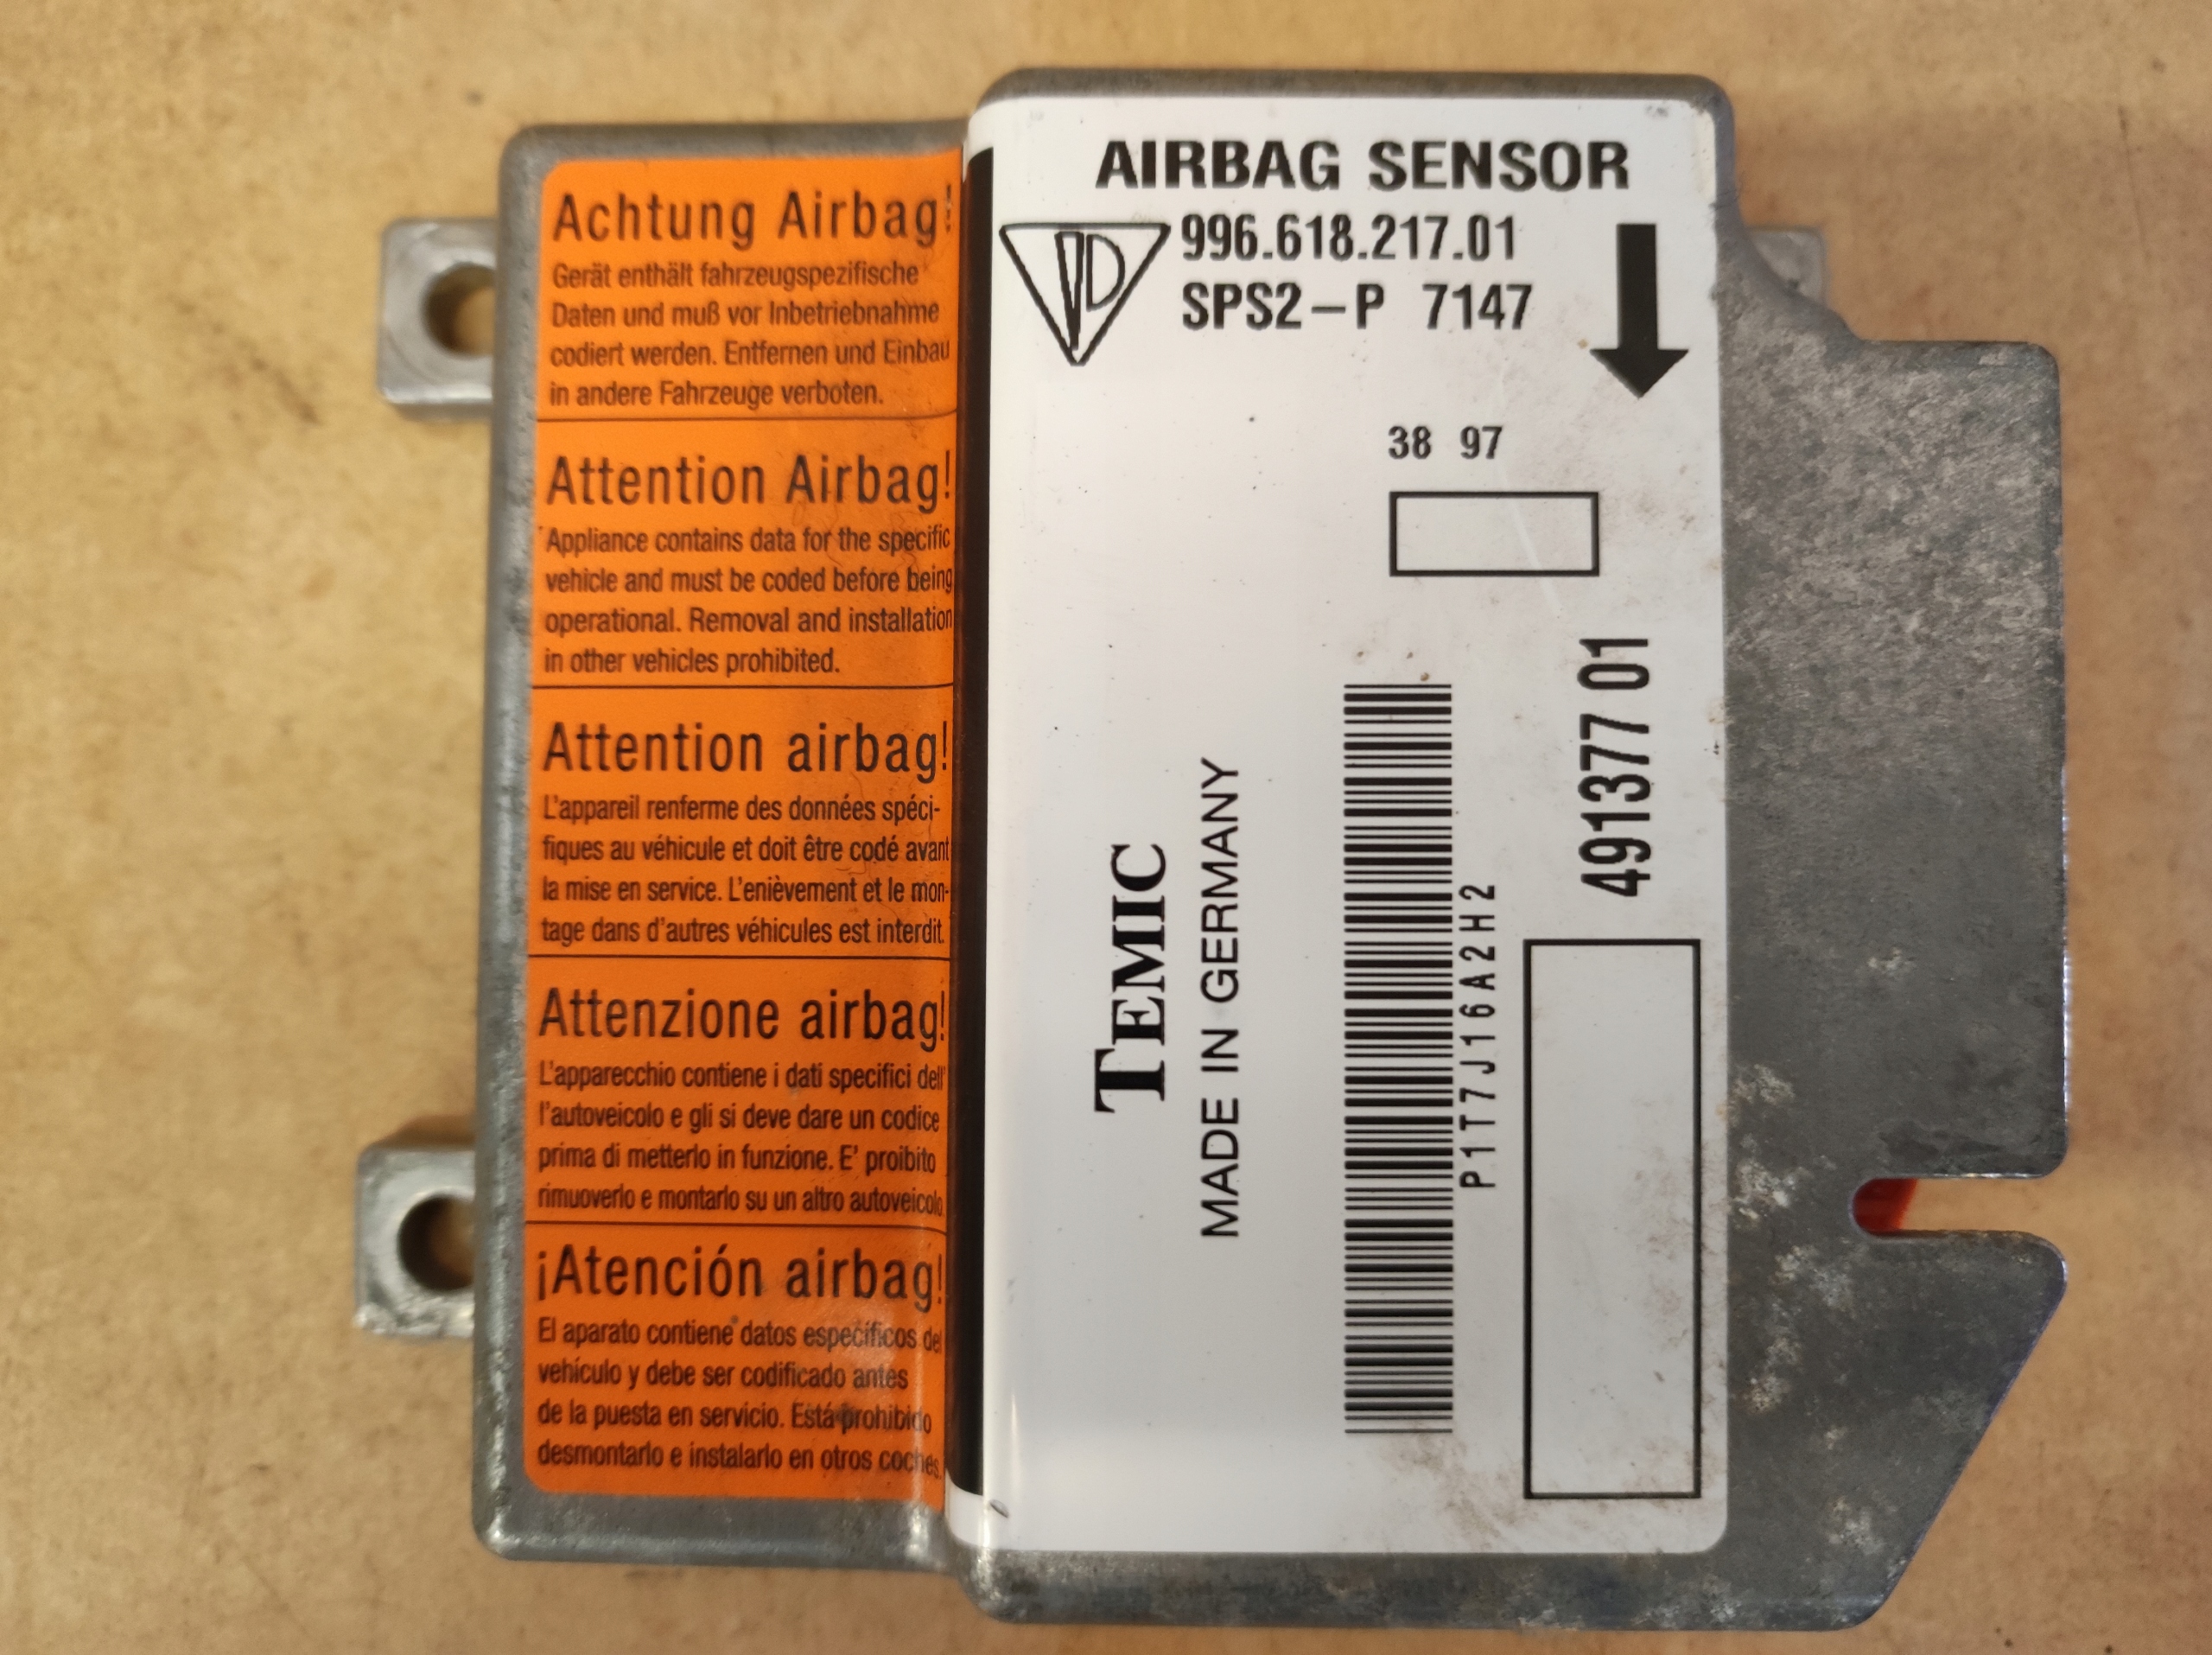 Achtung Airbag!
Gerät enthält fahrzeugspezifische
Daten und muß vor Inbetriebnahme
codiert werden. Entfernen und Einbau
in andere Fahrzeuge verboten.
Attention Airbag!
Appliance contains data for the specific
vehicle and must be coded before being
operational. Removal and installation
in other vehicles prohibited.
Attention airbag!
L'appareil renferme des données spéci-
fiques au véhicule et doit être codé avant
la mise en service. L'enièvement et le mon-
tage dans d'autres véhicules est interdit.
Attenzione airbag!
L'apparecchio contiene i dati specifici dell'
l'autoveicolo e gli si deve dare un codice
prima di metterlo in funzione. E' proibito
rimuoverlo e montarlo su un altro autoveicolo.
¡Atención airbag!
El aparato contiene datos específicos del
vehículo y debe ser codificado antes
de la puesta en servicio. Está prohibido
desmontarlo e instalarlo en otros coches.
AIRBAG SENSOR
996.618.217.01
SPS2-P 7147
38 97
491377 01
TEMIC
MADE IN GERMANY
P1T7J16A2H2